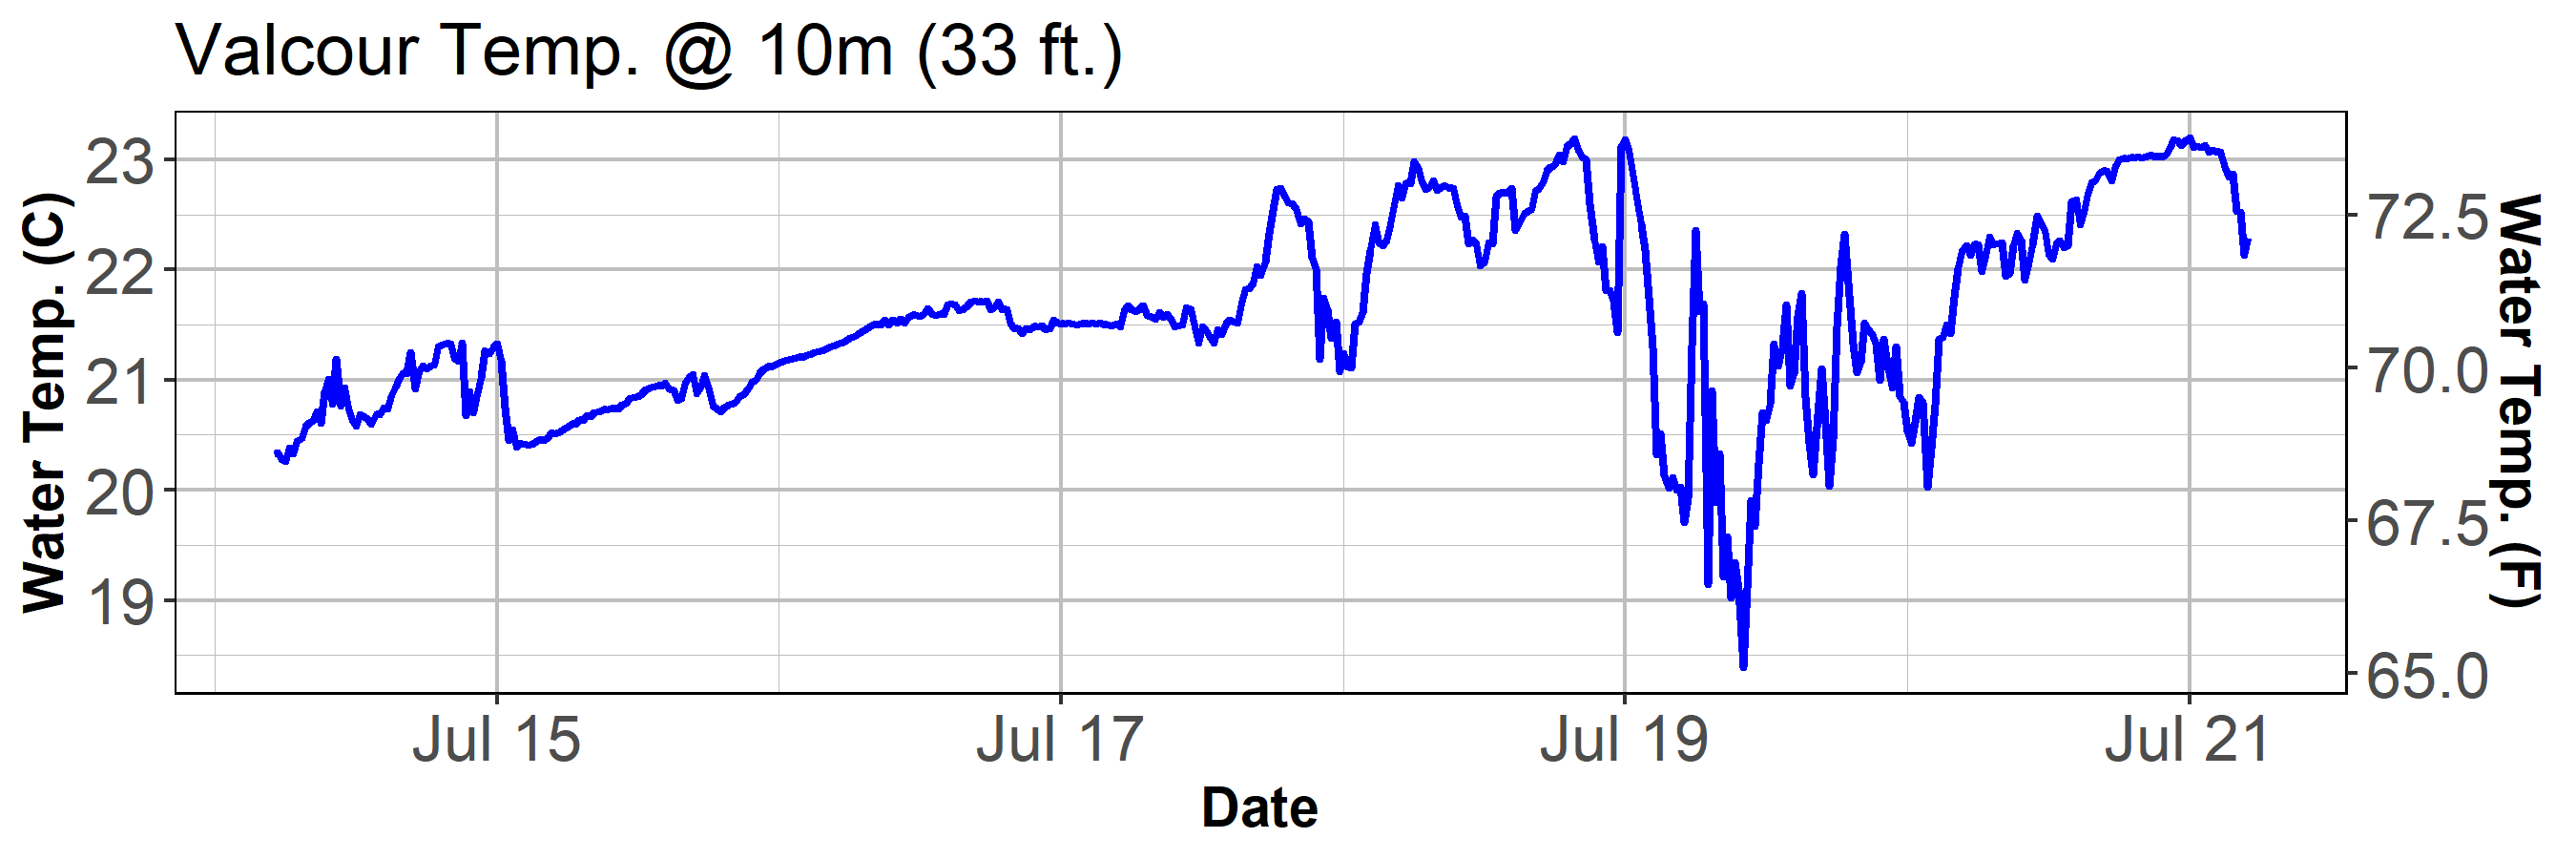 Valcour Temp. @ 10m (33 ft.)
Water Temp. (C)
23
22
21
20
19
72.5
70.0
67.5
65.0
Water Temp. (F)
Jul 15 Jul 17 Jul 19 Jul 21
Date